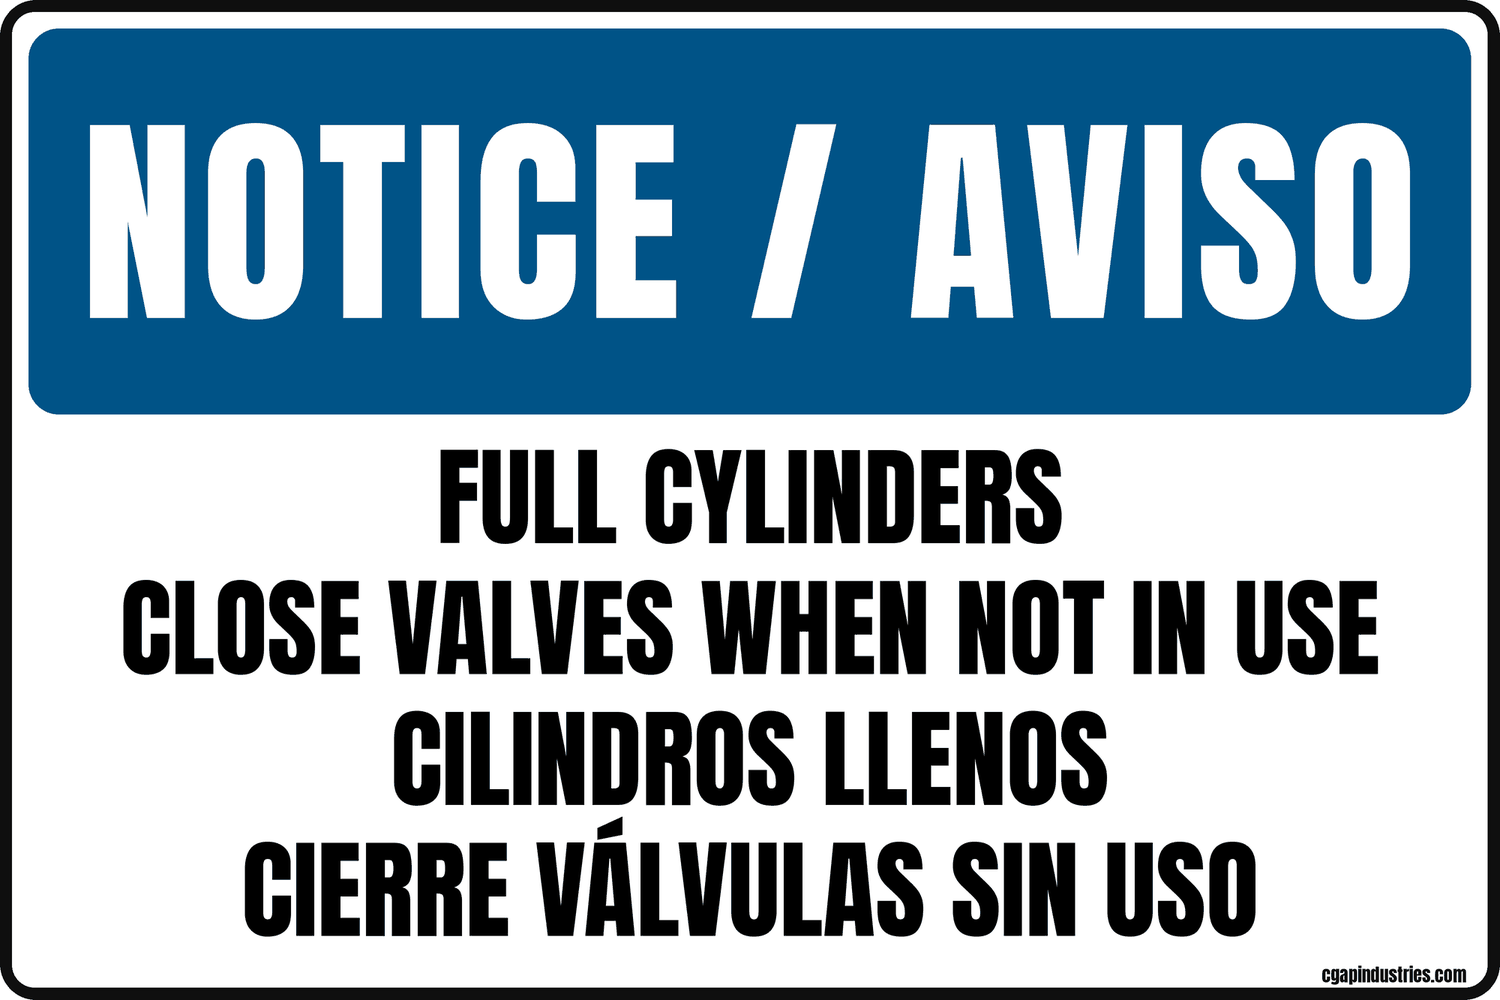 NOTICE / AVISO
FULL CYLINDERS
CLOSE VALVES WHEN NOT IN USE
CILINDROS LLENOS
CIERRE VÁLVULAS SIN USO
cgapindustries.com